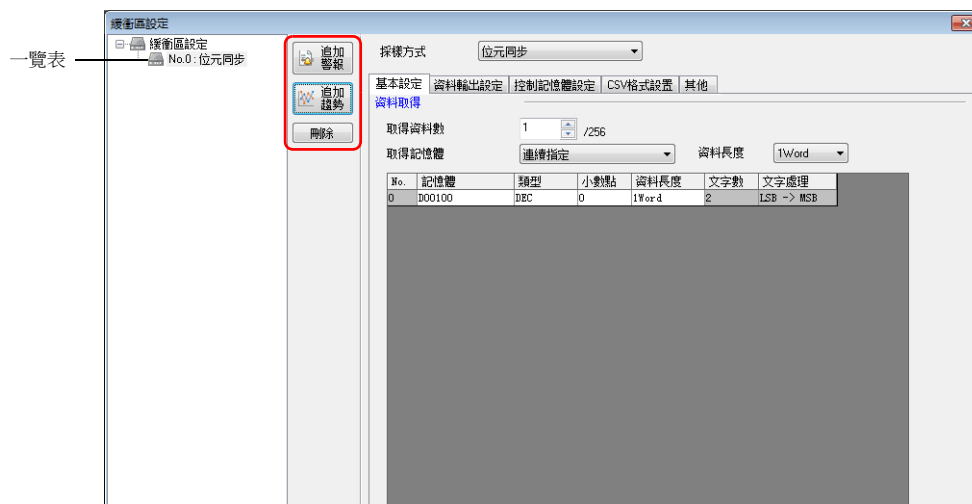 緩衝區設定
一覽表
緩衝區設定
No.0:位元同步
追加
警報
追加
趨勢
刪除
採樣方式 位元同步
基本設定 資料輸出設定 控制記憶體設定 CSV格式設置 其他
資料取得
取得資料數 1 /256
取得記憶體 連續指定 資料長度 1Word
No. 記憶體 類型 小數點 資料長度 文字數 文字處理
0 D00100 DEC 0 1Word 2 LSB -> MSB